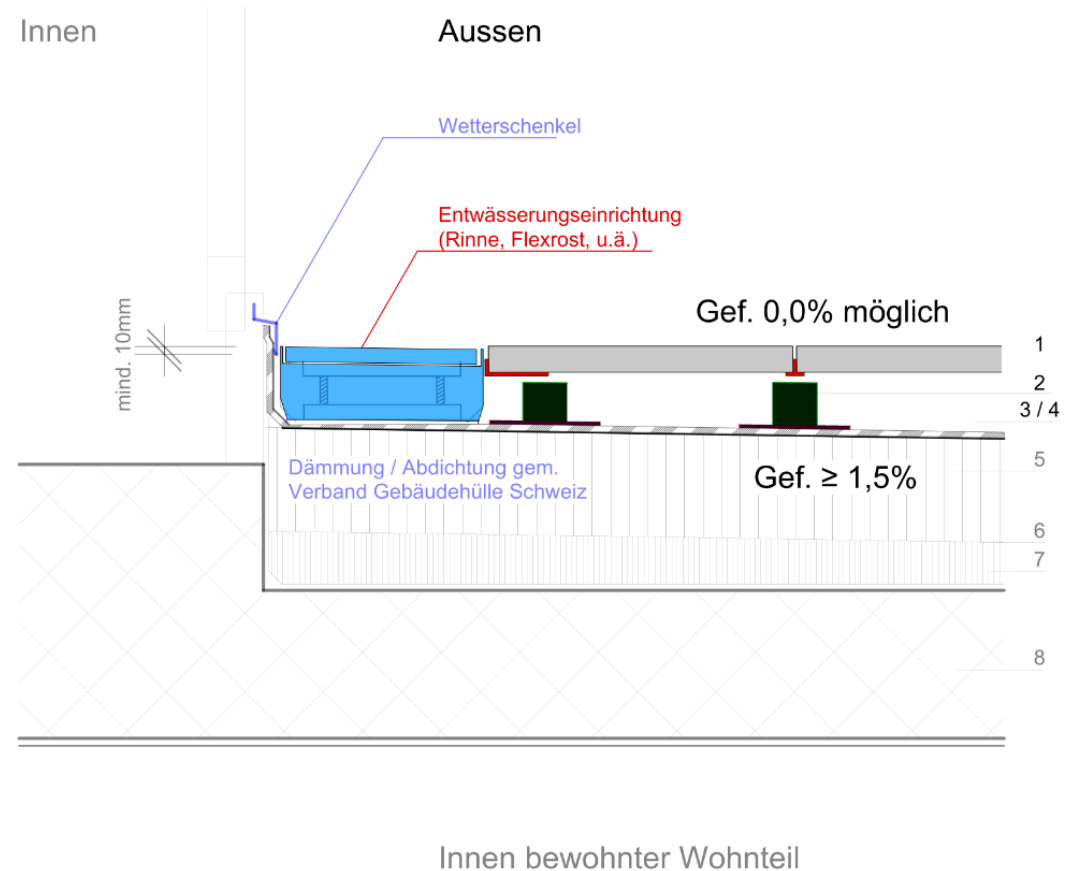 Innen
Aussen
Wetterschenkel
Entwässerungseinrichtung
(Rinne, Flexrost, u.ä.)
Gef. 0,0% möglich
mind. 10mm
1
2
3 / 4
Dämmung / Abdichtung gem.
Verband Gebäudehülle Schweiz
Gef. ≥ 1,5%
5
6
7
8
Innen bewohnter Wohnteil